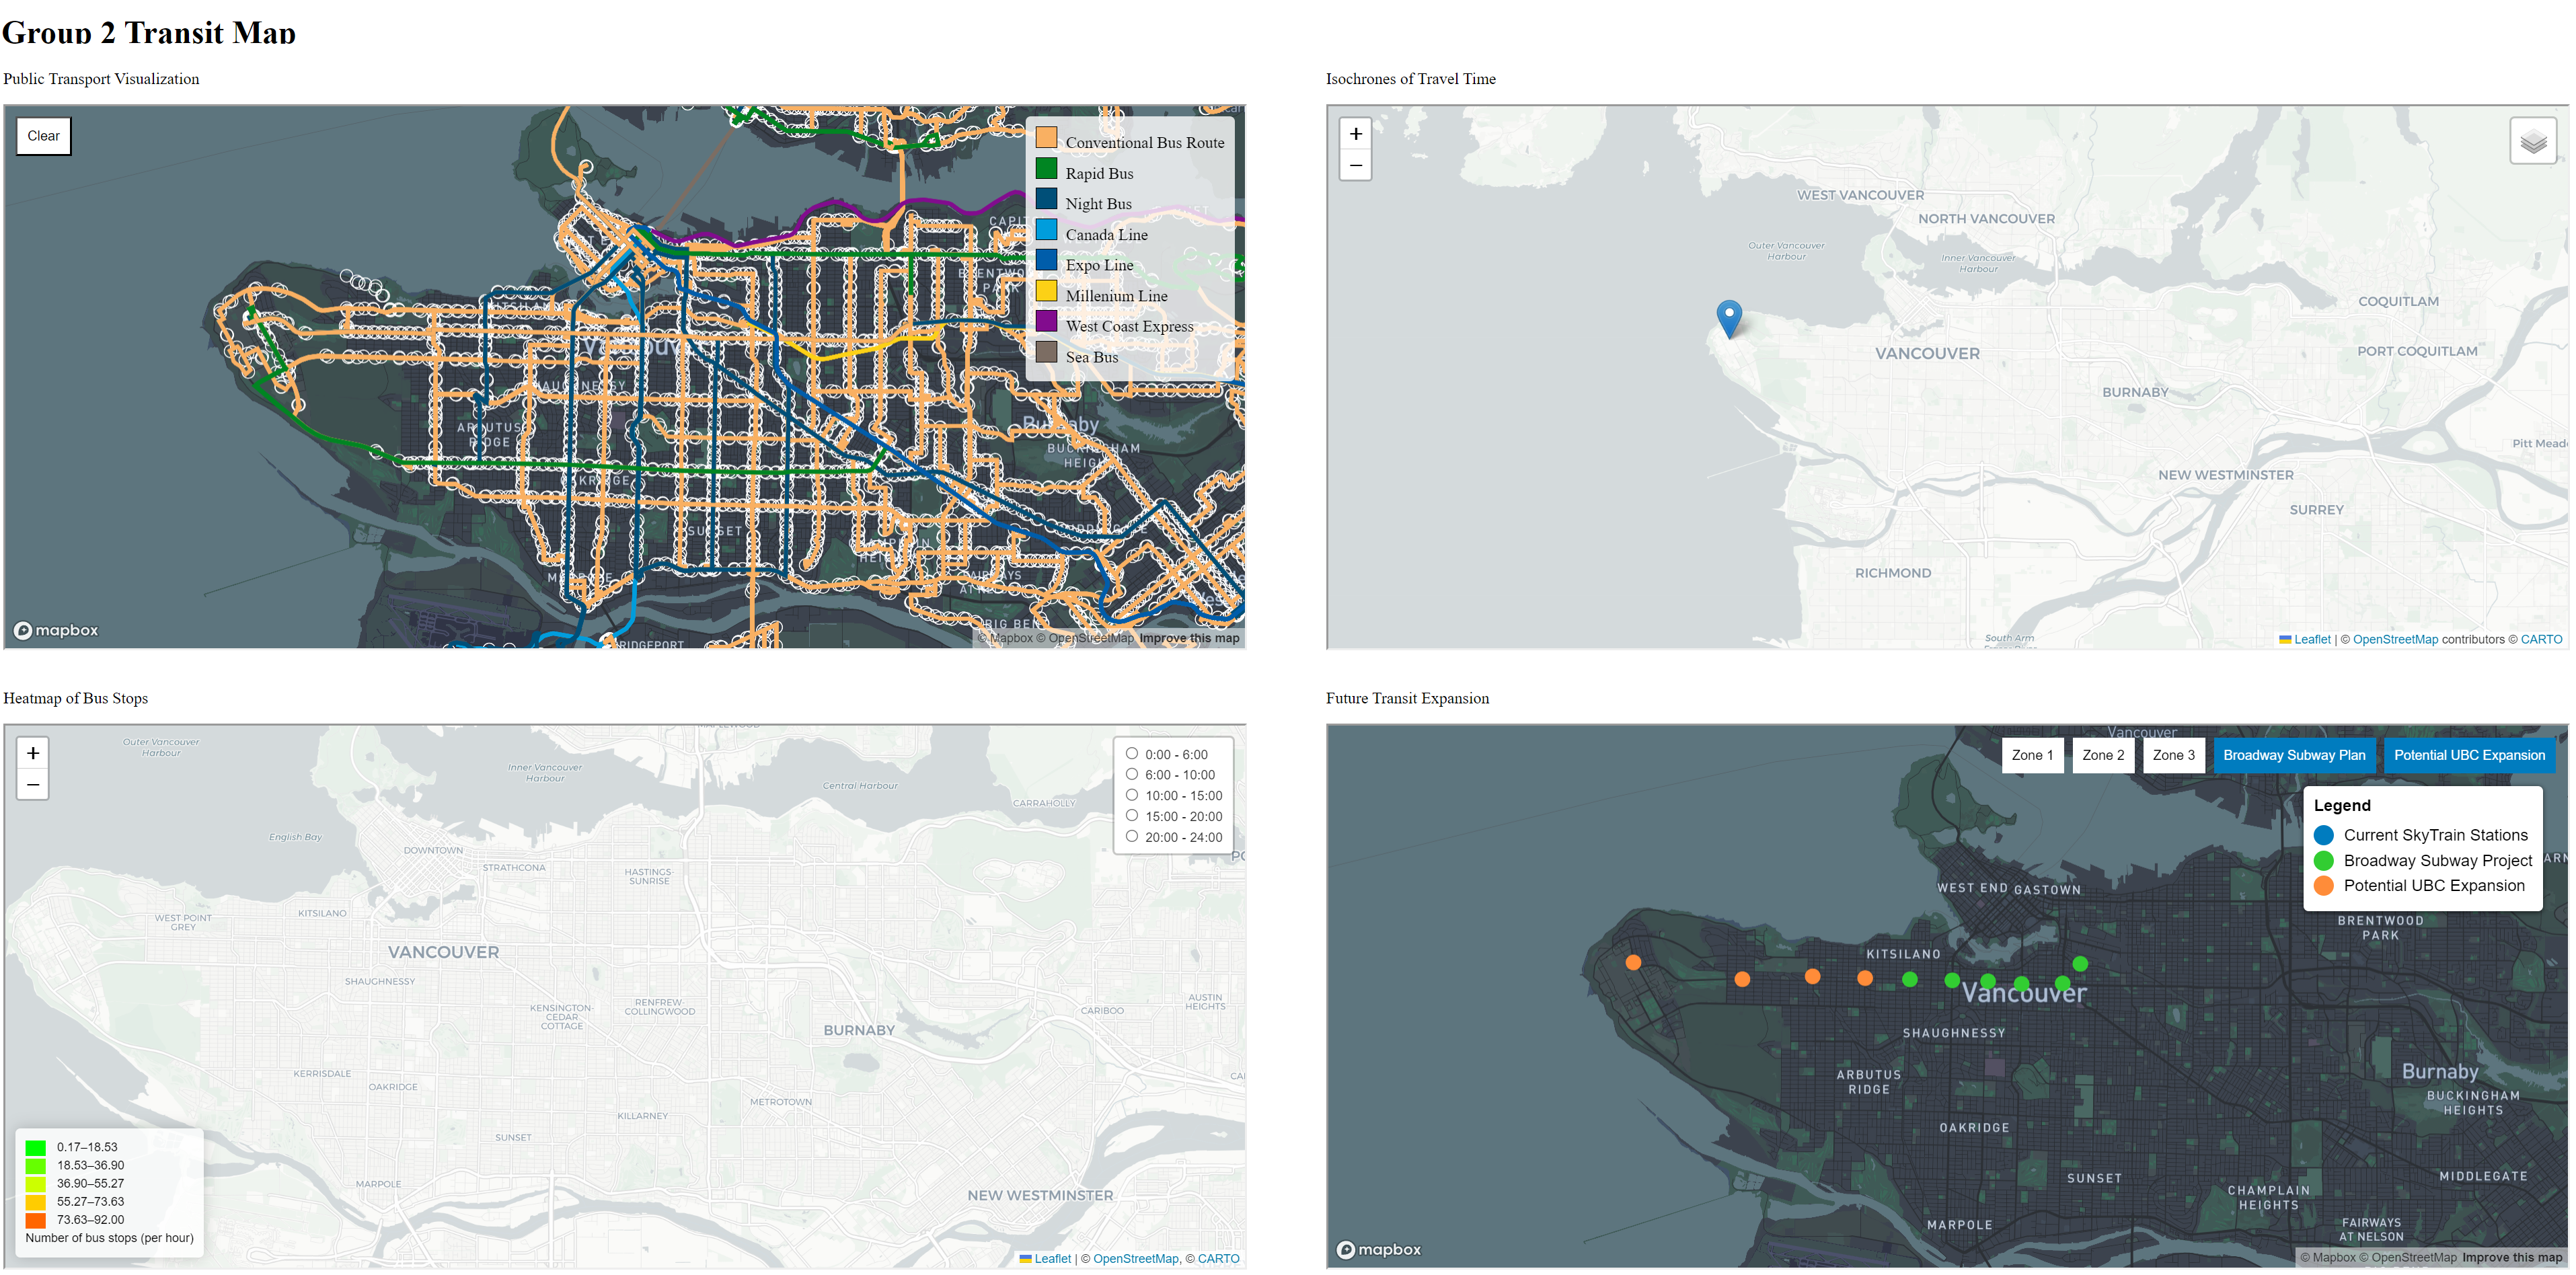 Group 2 Transit Map
Public Transport Visualization
Clear
Conventional Bus Route
Rapid Bus
Night Bus
Canada Line
Expo Line
Millenium Line
West Coast Express
Sea Bus
Vancouver
ARBUTUS
RIDGE
SUNSET
Burnaby
BUCKINGHAM
HEIGHTS
BRIDGEPORT
mapbox
© Mapbox © OpenStreetMap Improve this map
Isochrones of Travel Time
+
−
WEST VANCOUVER
NORTH VANCOUVER
Outer Vancouver
Harbour
Inner Vancouver
Harbour
COQUITLAM
VANCOUVER
PORT COQUITLAM
BURNABY
Pitt Mead
NEW WESTMINSTER
SURREY
RICHMOND
South Arm
Leaflet | © OpenStreetMap contributors © CARTO
Heatmap of Bus Stops
+
−
Outer Vancouver
Harbour
Inner Vancouver
Harbour
Central Harbour
CARRAHOLLY
0:00 - 6:00
6:00 - 10:00
10:00 - 15:00
15:00 - 20:00
20:00 - 24:00
English Bay
DOWNTOWN
STRATHCONA
HASTINGS-
SUNRISE
WEST POINT
GREY
KITSILANO
VANCOUVER
SHAUGHNESSY
KENSINGTON-
CEDAR
COTTAGE
RENFREW-
COLLINGWOOD
AUSTIN
HEIGHTS
CARIBOO
BURNABY
KERRISDALE
OAKRIDGE
METROTOWN
KILLARNEY
SUNSET
MARPOLE
NEW WESTMINSTER
0.17–18.53
18.53–36.90
36.90–55.27
55.27–73.63
73.63–92.00
Number of bus stops (per hour)
Leaflet | © OpenStreetMap, © CARTO
Future Transit Expansion
Vancouver
Zone 1
Zone 2
Zone 3
Broadway Subway Plan
Potential UBC Expansion
Legend
Current SkyTrain Stations
Broadway Subway Project
Potential UBC Expansion
WEST END GASTOWN
BRENTWOOD
PARK
KITSILANO
Vancouver
SHAUGHNESSY
ARBUTUS
RIDGE
Burnaby
BUCKINGHAM
HEIGHTS
OAKRIDGE
SUNSET
MIDDLEGATE
CHAMPLAIN
HEIGHTS
MARPOLE
FAIRWAYS
AT NELSON
mapbox
© Mapbox © OpenStreetMap Improve this map